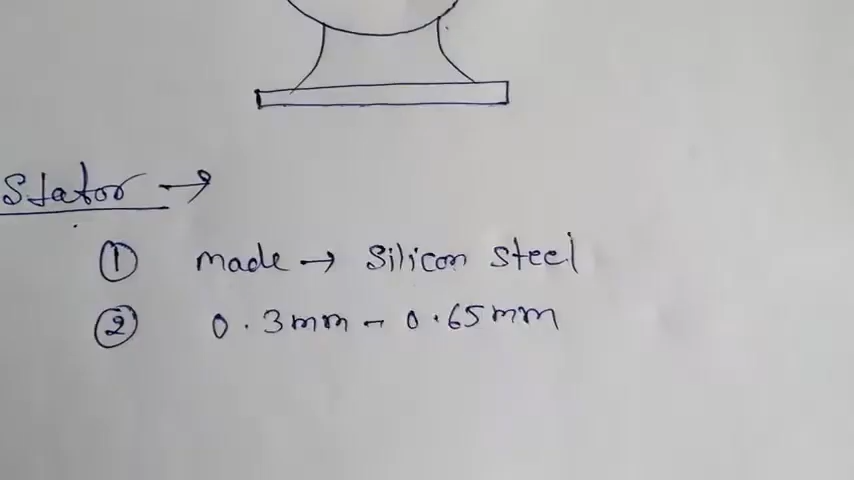 Stator →
① made → Silicon steel
② 0.3mm - 0.65mm